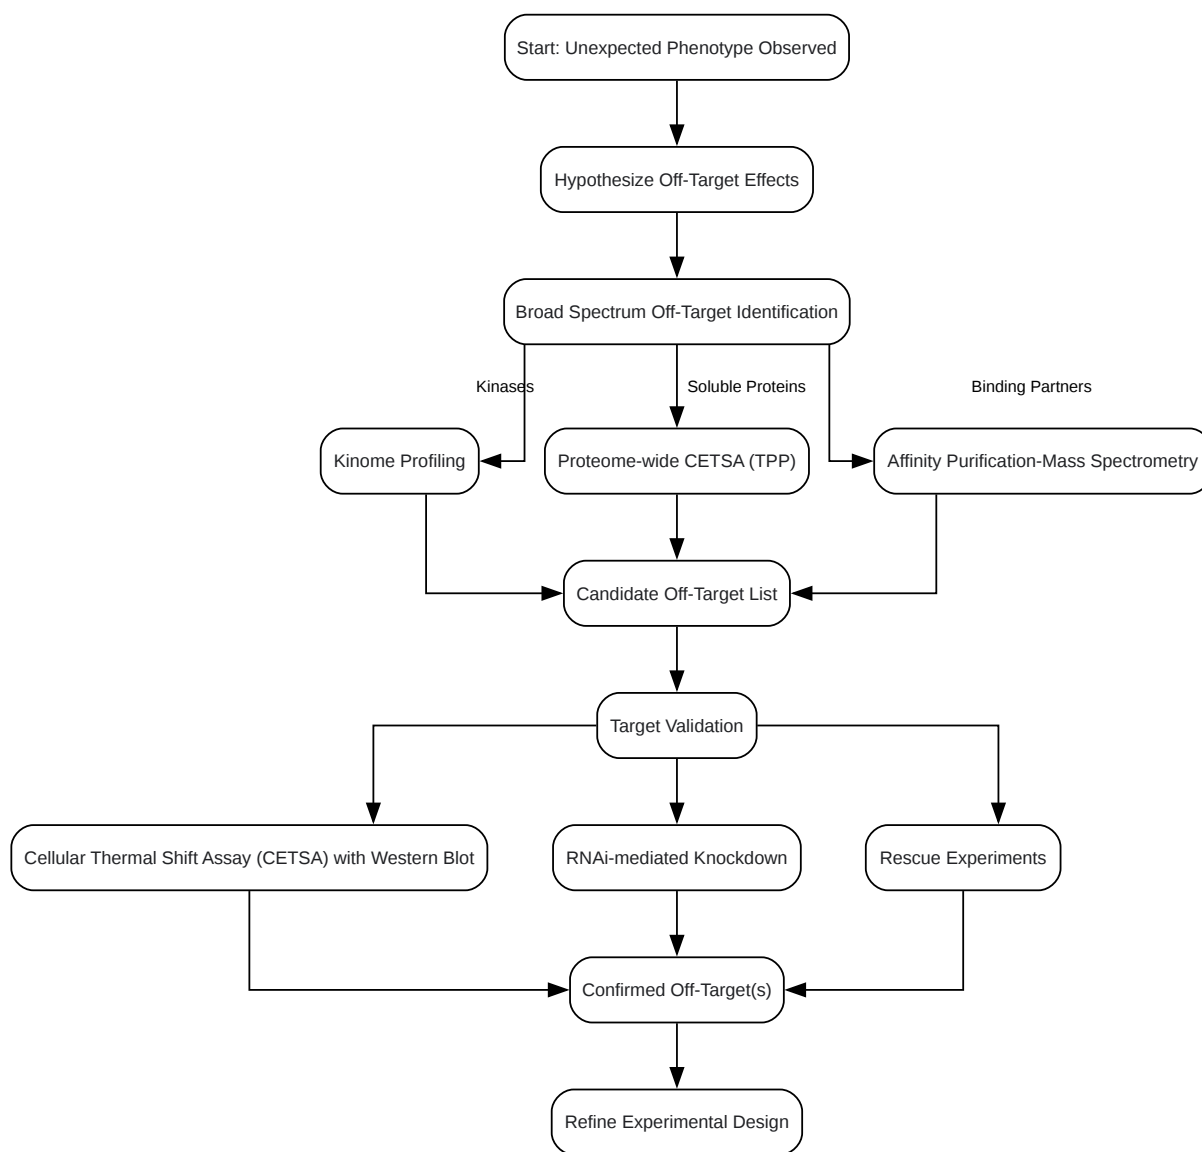 Start: Unexpected Phenotype Observed
Hypothesize Off-Target Effects
Broad Spectrum Off-Target Identification
Kinases
Soluble Proteins
Binding Partners
Kinome Profiling
Proteome-wide CETSA (TPP)
Affinity Purification-Mass Spectrometry
Candidate Off-Target List
Target Validation
Cellular Thermal Shift Assay (CETSA) with Western Blot
RNAi-mediated Knockdown
Rescue Experiments
Confirmed Off-Target(s)
Refine Experimental Design